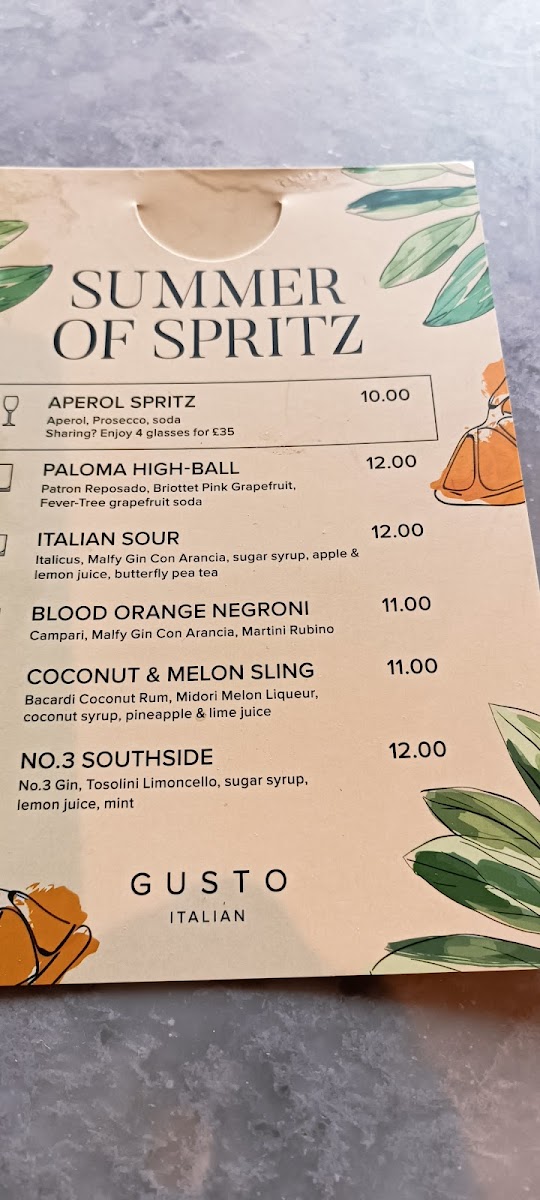 SUMMER
OF SPRITZ
APEROL SPRITZ 10.00
Aperol, Prosecco, soda
Sharing? Enjoy 4 glasses for £35
PALOMA HIGH-BALL 12.00
Patron Reposado, Briottet Pink Grapefruit,
Fever-Tree grapefruit soda
ITALIAN SOUR 12.00
Italicus, Malfy Gin Con Arancia, sugar syrup, apple &
lemon juice, butterfly pea tea
BLOOD ORANGE NEGRONI 11.00
Campari, Malfy Gin Con Arancia, Martini Rubino
COCONUT & MELON SLING 11.00
Bacardi Coconut Rum, Midori Melon Liqueur,
coconut syrup, pineapple & lime juice
NO.3 SOUTHSIDE 12.00
No.3 Gin, Tosolini Limoncello, sugar syrup,
lemon juice, mint
GUSTO
ITALIAN